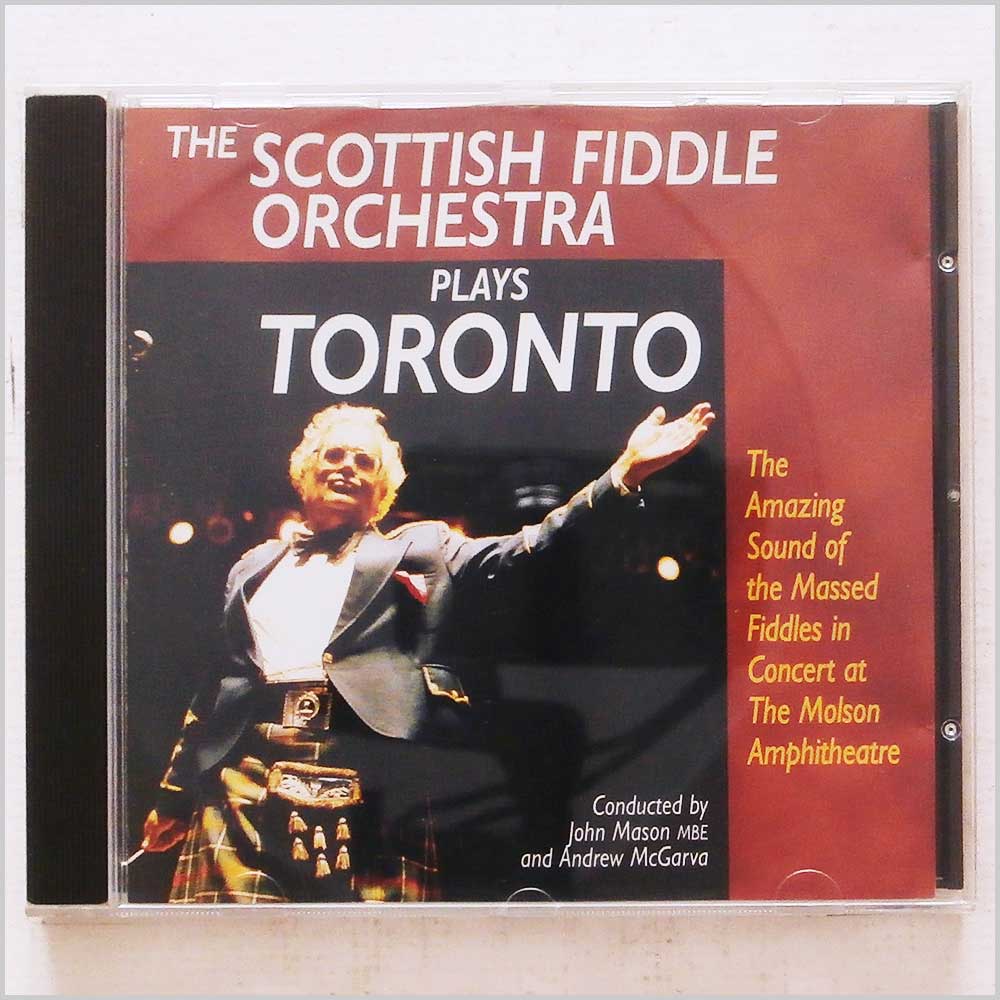 THE SCOTTISH FIDDLE
ORCHESTRA
PLAYS
TORONTO
The
Amazing
Sound of
the Massed
Fiddles in
Concert at
The Molson
Amphitheatre
Conducted by
John Mason MBE
and Andrew McGarva